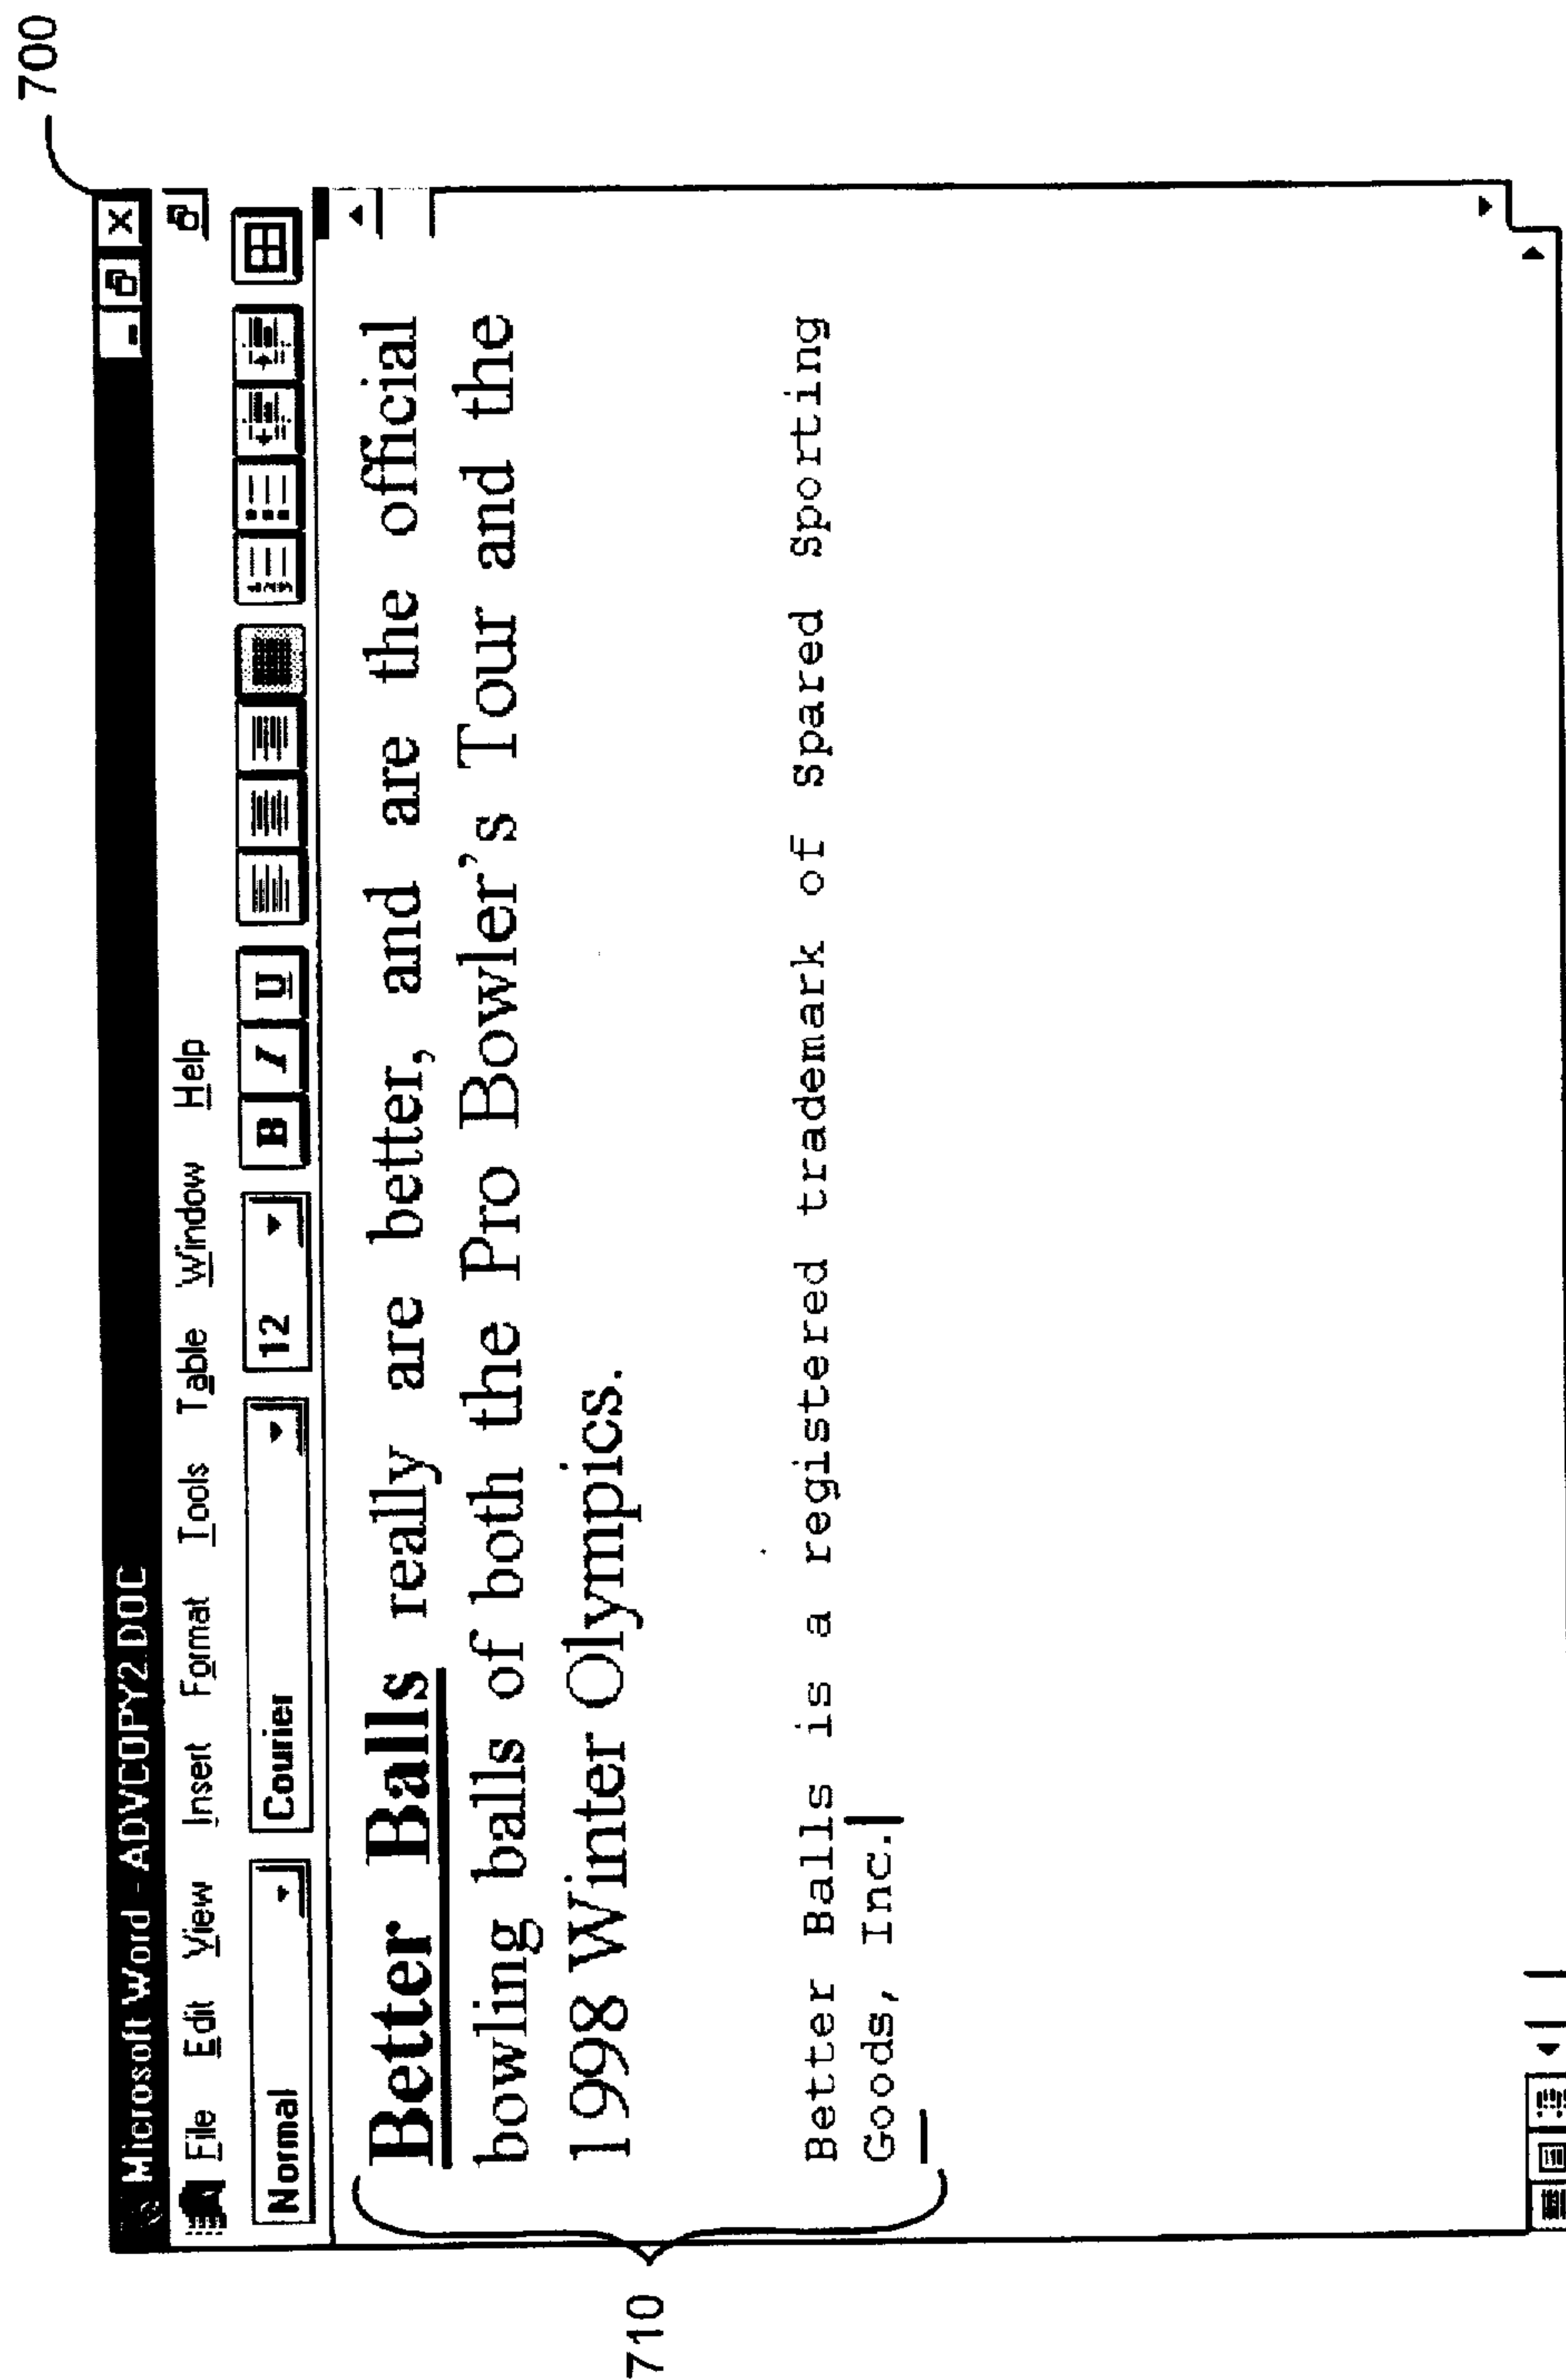 700
Microsoft Word - ADVCOPY2.DOC
File Edit View Insert Format Tools Table Window Help
Normal Courier 12 B I U
Better Balls really are better, and are the official
bowling balls of both the Pro Bowler's Tour and the
1998 Winter Olympics.
Better Balls is a registered trademark of Spared Sporting
Goods, Inc.
710